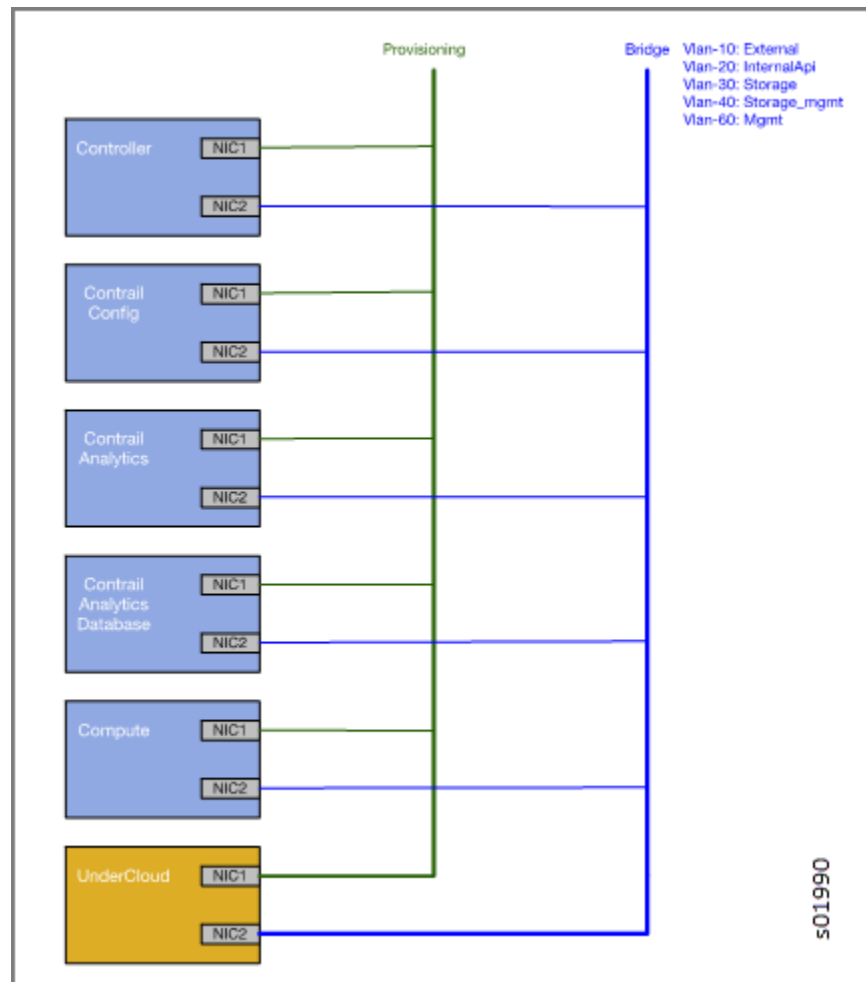 Provisioning
Bridge
Vlan-10: External
Vlan-20: InternalApi
Vlan-30: Storage
Vlan-40: Storage_mgmt
Vlan-60: Mgmt
Controller
NIC1
NIC2
Contrail
Config
NIC1
NIC2
Contrail
Analytics
NIC1
NIC2
Contrail
Analytics
Database
NIC1
NIC2
Compute
NIC1
NIC2
UnderCloud
NIC1
NIC2
s01990